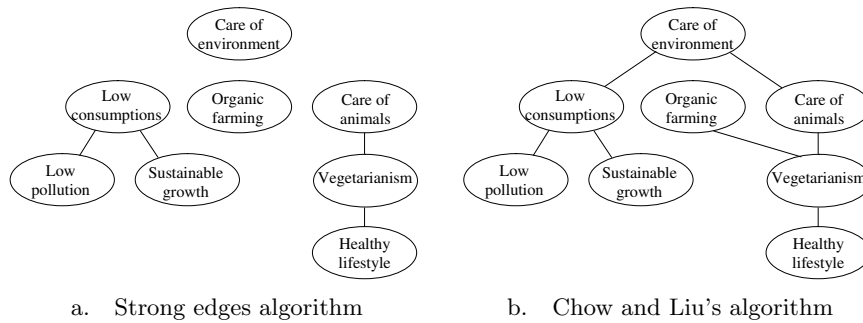 Care of
environment
Low
consumptions
Organic
farming
Care of
animals
Low
pollution
Sustainable
growth
Vegetarianism
Healthy
lifestyle
a. Strong edges algorithm
Care of
environment
Low
consumptions
Organic
farming
Care of
animals
Low
pollution
Sustainable
growth
Vegetarianism
Healthy
lifestyle
b. Chow and Liu's algorithm